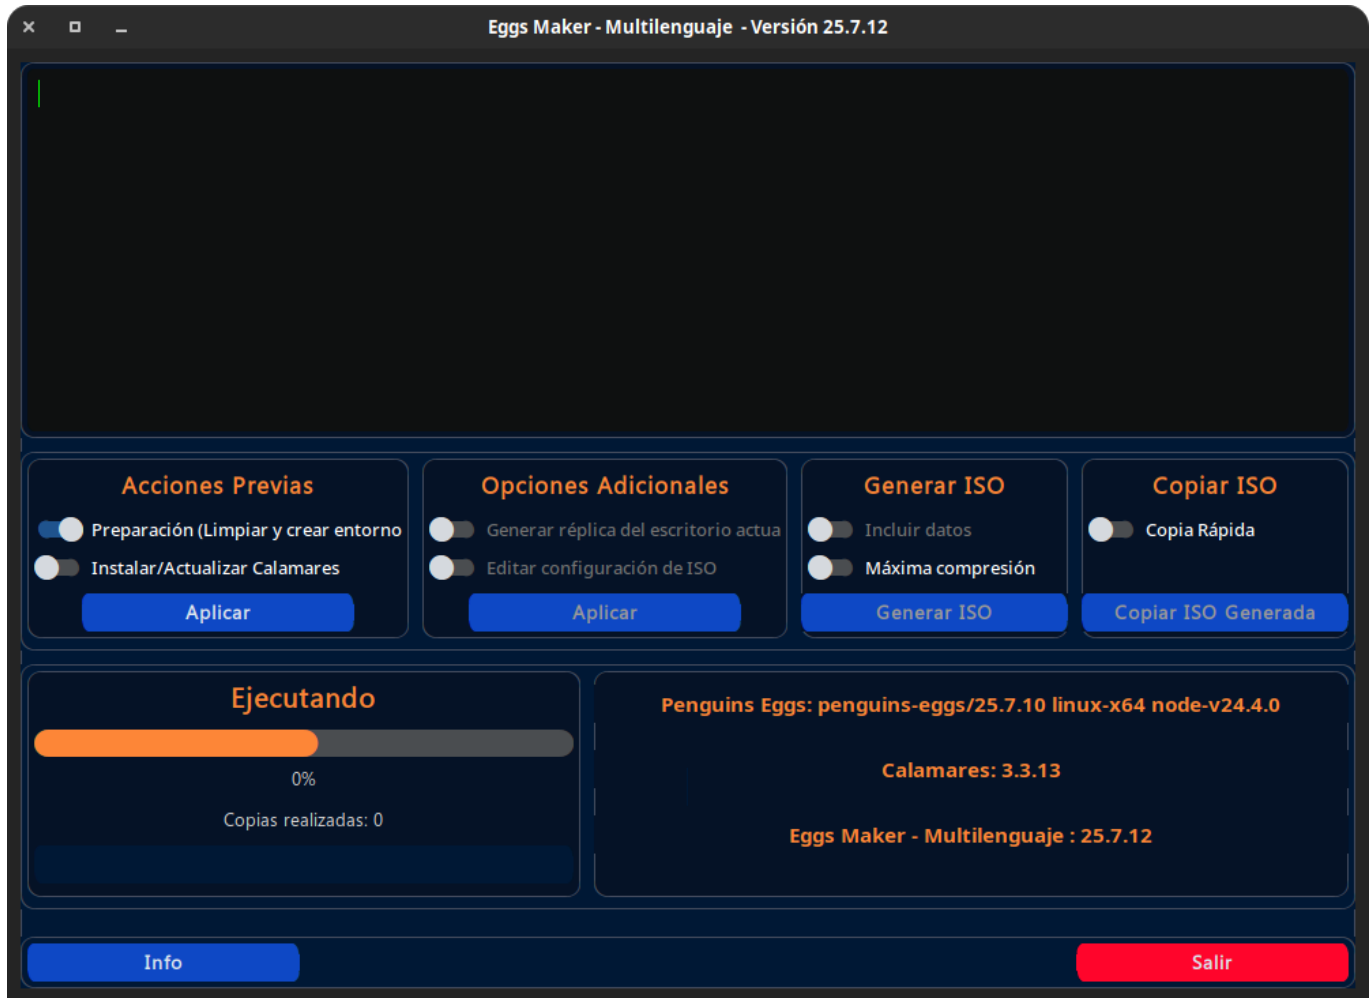 Eggs Maker - Multilenguaje - Versión 25.7.12
Acciones Previas
Preparación (Limpiar y crear entorno
Instalar/Actualizar Calamares
Aplicar
Opciones Adicionales
Generar réplica del escritorio actua
Editar configuración de ISO
Aplicar
Generar ISO
Incluir datos
Máxima compresión
Generar ISO
Copiar ISO
Copia Rápida
Copiar ISO Generada
Ejecutando
0%
Copias realizadas: 0
Penguins Eggs: penguins-eggs/25.7.10 linux-x64 node-v24.4.0
Calamares: 3.3.13
Eggs Maker - Multilenguaje : 25.7.12
Info
Salir